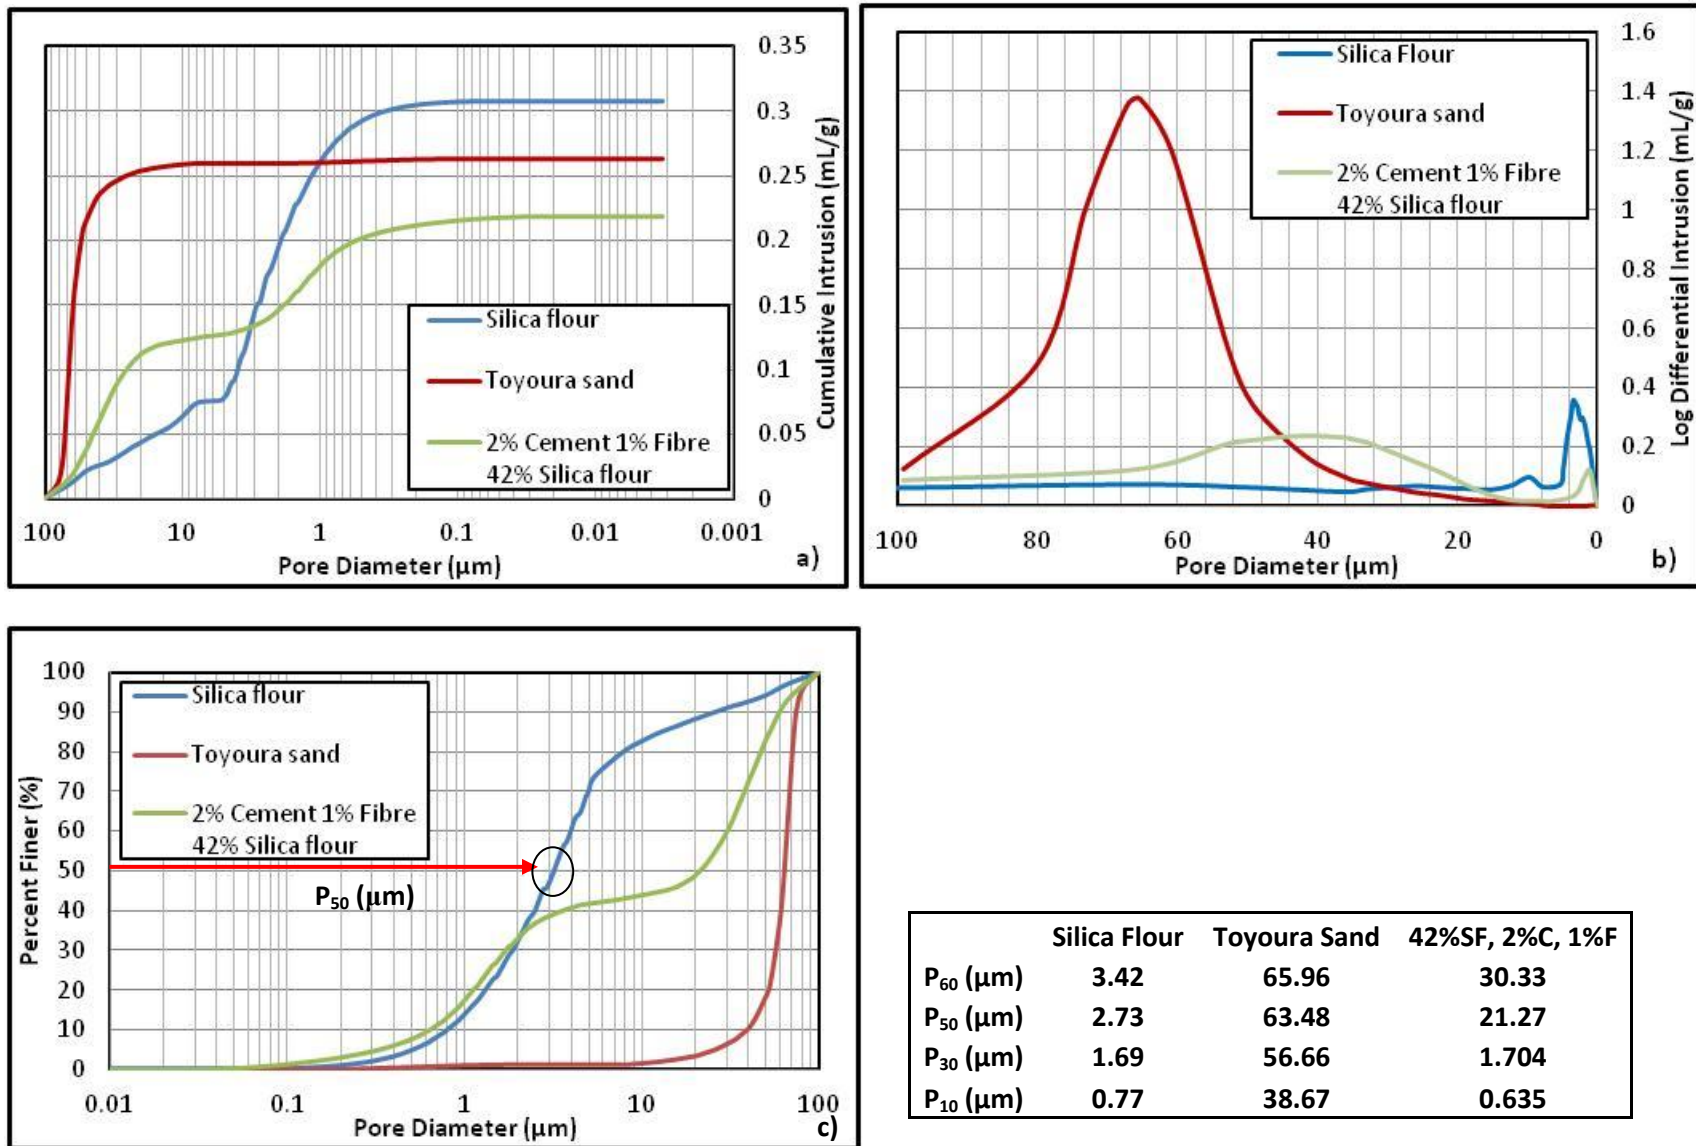 0.35
0.3
0.25
0.2
0.15
0.1
0.05
0
Cumulative Intrusion (mL/g)
Silica flour
Toyoura sand
2% Cement 1% Fibre
42% Silica flour
100 10 1 0.1 0.01 0.001
Pore Diameter (µm)
a)
1.6
1.4
1.2
1
0.8
0.6
0.4
0.2
0
Log Differential Intrusion (mL/g)
Silica Flour
Toyoura sand
2% Cement 1% Fibre
42% Silica flour
100 80 60 40 20 0
Pore Diameter (µm)
b)
100
90
80
70
60
50
40
30
20
10
0
Percent Finer (%)
Silica flour
Toyoura sand
2% Cement 1% Fibre
42% Silica flour
P50 (µm)
0.01 0.1 1 10 100
Pore Diameter (µm)
c)
Silica Flour Toyoura Sand 42%SF, 2%C, 1%F
P60 (µm) 3.42 65.96 30.33
P50 (µm) 2.73 63.48 21.27
P30 (µm) 1.69 56.66 1.704
P10 (µm) 0.77 38.67 0.635